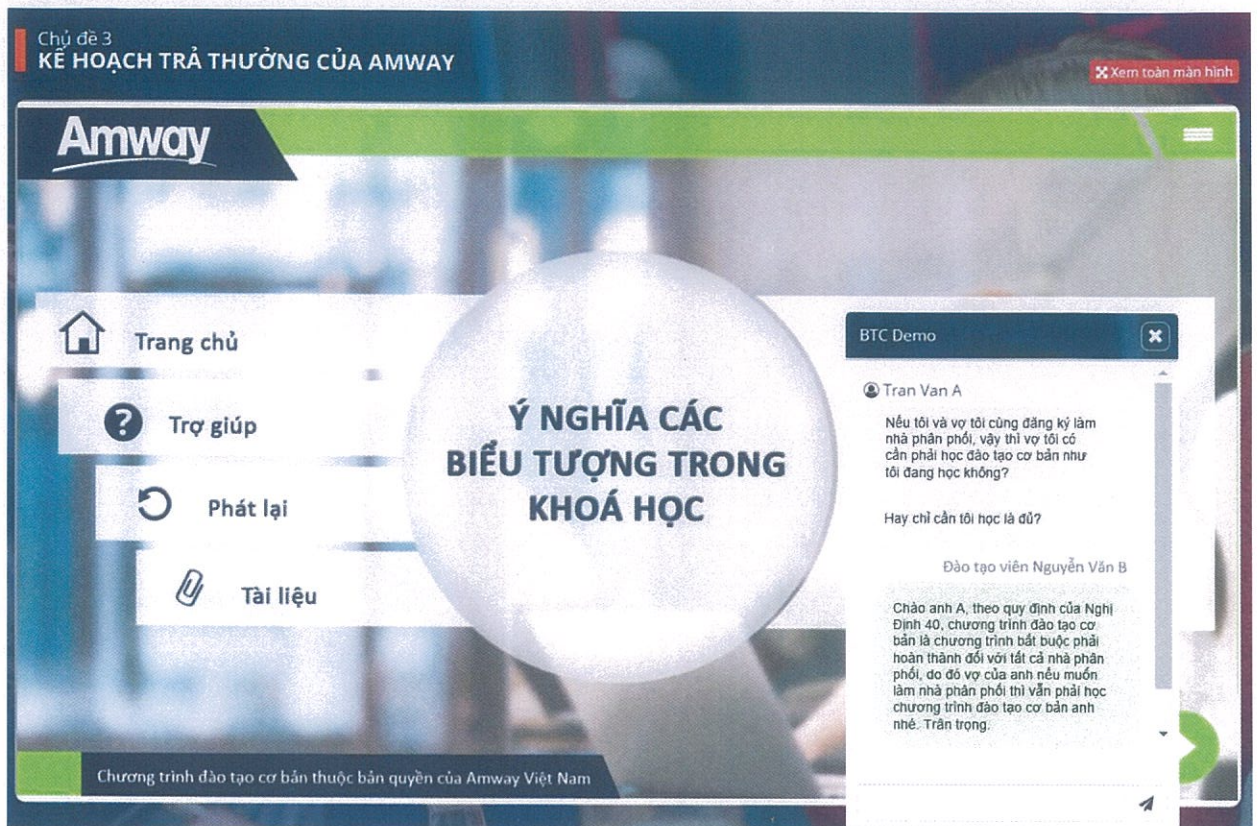 Chủ đề 3
KẾ HOẠCH TRẢ THƯỞNG CỦA AMWAY
Xem toàn màn hình
Amway
Trang chủ
Trợ giúp
Phát lại
Tài liệu
Ý NGHĨA CÁC
BIỂU TƯỢNG TRONG
KHOÁ HỌC
BTC Demo
Tran Van A
Nếu tôi và vợ tôi cùng đăng ký làm
nhà phân phối, vậy thì vợ tôi có
cần phải học đào tạo cơ bản như
tôi đang học không?
Hay chỉ cần tôi học là đủ?
Đào tạo viên Nguyễn Văn B
Chào anh A, theo quy định của Nghị
Định 40, chương trình đào tạo cơ
bản là chương trình bắt buộc phải
hoàn thành đối với tất cả nhà phân
phối, do đó vợ của anh nếu muốn
làm nhà phân phối thì vẫn phải học
chương trình đào tạo cơ bản anh
nhé. Trân trọng.
Chương trình đào tạo cơ bản thuộc bản quyền của Amway Việt Nam